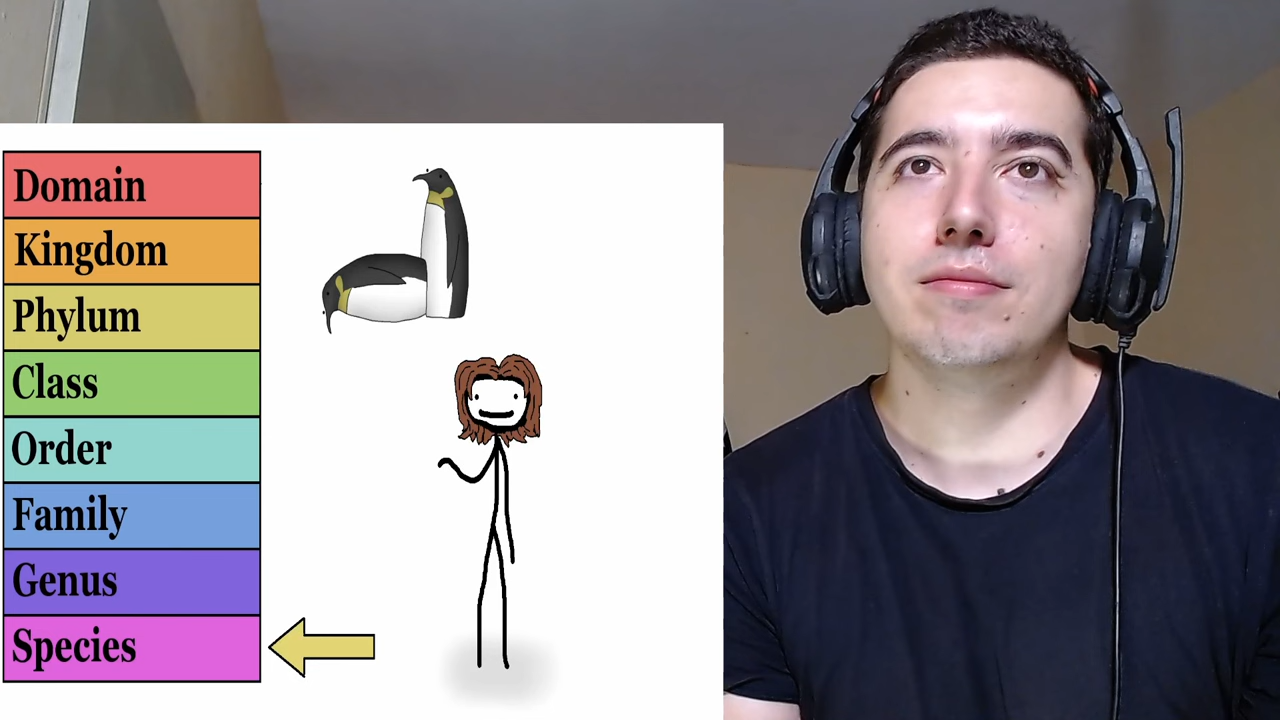 Domain
Kingdom
Phylum
Class
Order
Family
Genus
Species